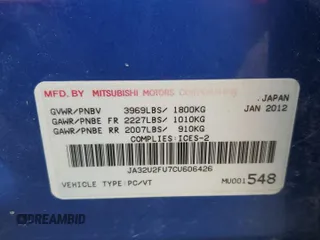 MFD. BY MITSUBISHI MOTORS CORPORATION
JAPAN
GVWR/PNBV 3969LBS/ 1800KG JAN 2012
GAWR/PNBE FR 2227LBS/ 1010KG
GAWR/PNBE RR 2007LBS/ 910KG
COMPLIES:ICES-2
JA32U2FU7CU606426
VEHICLE TYPE:PC/VT MU001548
DREAMBID